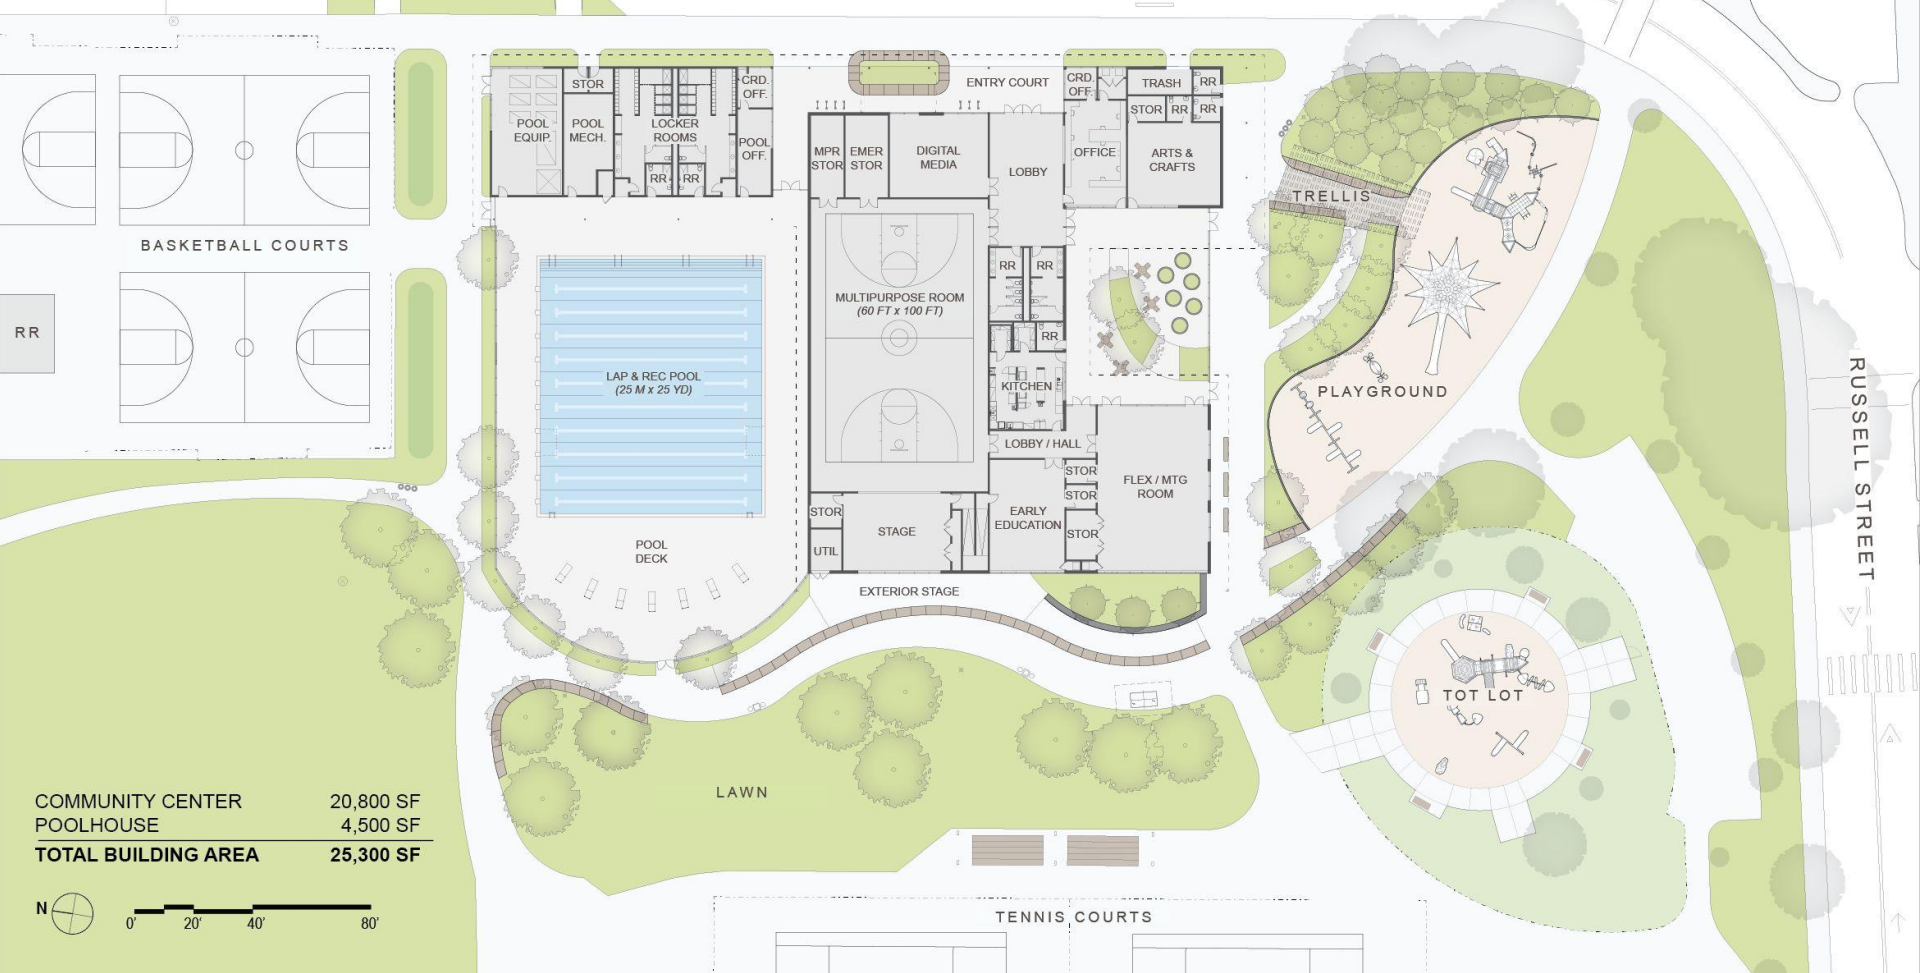 ENTRY COURT
STOR
CRD.
OFF.
CRD.
OFF.
TRASH
RR
STOR
RR
RR
POOL
EQUIP.
POOL
MECH.
LOCKER
ROOMS
POOL
OFF.
RR
RR
MPR
STOR
EMER
STOR
DIGITAL
MEDIA
LOBBY
OFFICE
ARTS &
CRAFTS
TRELLIS
BASKETBALL COURTS
RR
RR
RR
MULTIPURPOSE ROOM
(60 FT x 100 FT)
RR
LAP & REC POOL
(25 M x 25 YD)
KITCHEN
PLAYGROUND
RUSSELL STREET
LOBBY / HALL
STOR
STOR
STOR
FLEX / MTG
ROOM
EARLY
EDUCATION
STOR
UTIL
STAGE
POOL
DECK
EXTERIOR STAGE
TOT LOT
LAWN
COMMUNITY CENTER 20,800 SF
POOLHOUSE 4,500 SF
TOTAL BUILDING AREA 25,300 SF
N
0' 20' 40' 80'
TENNIS COURTS